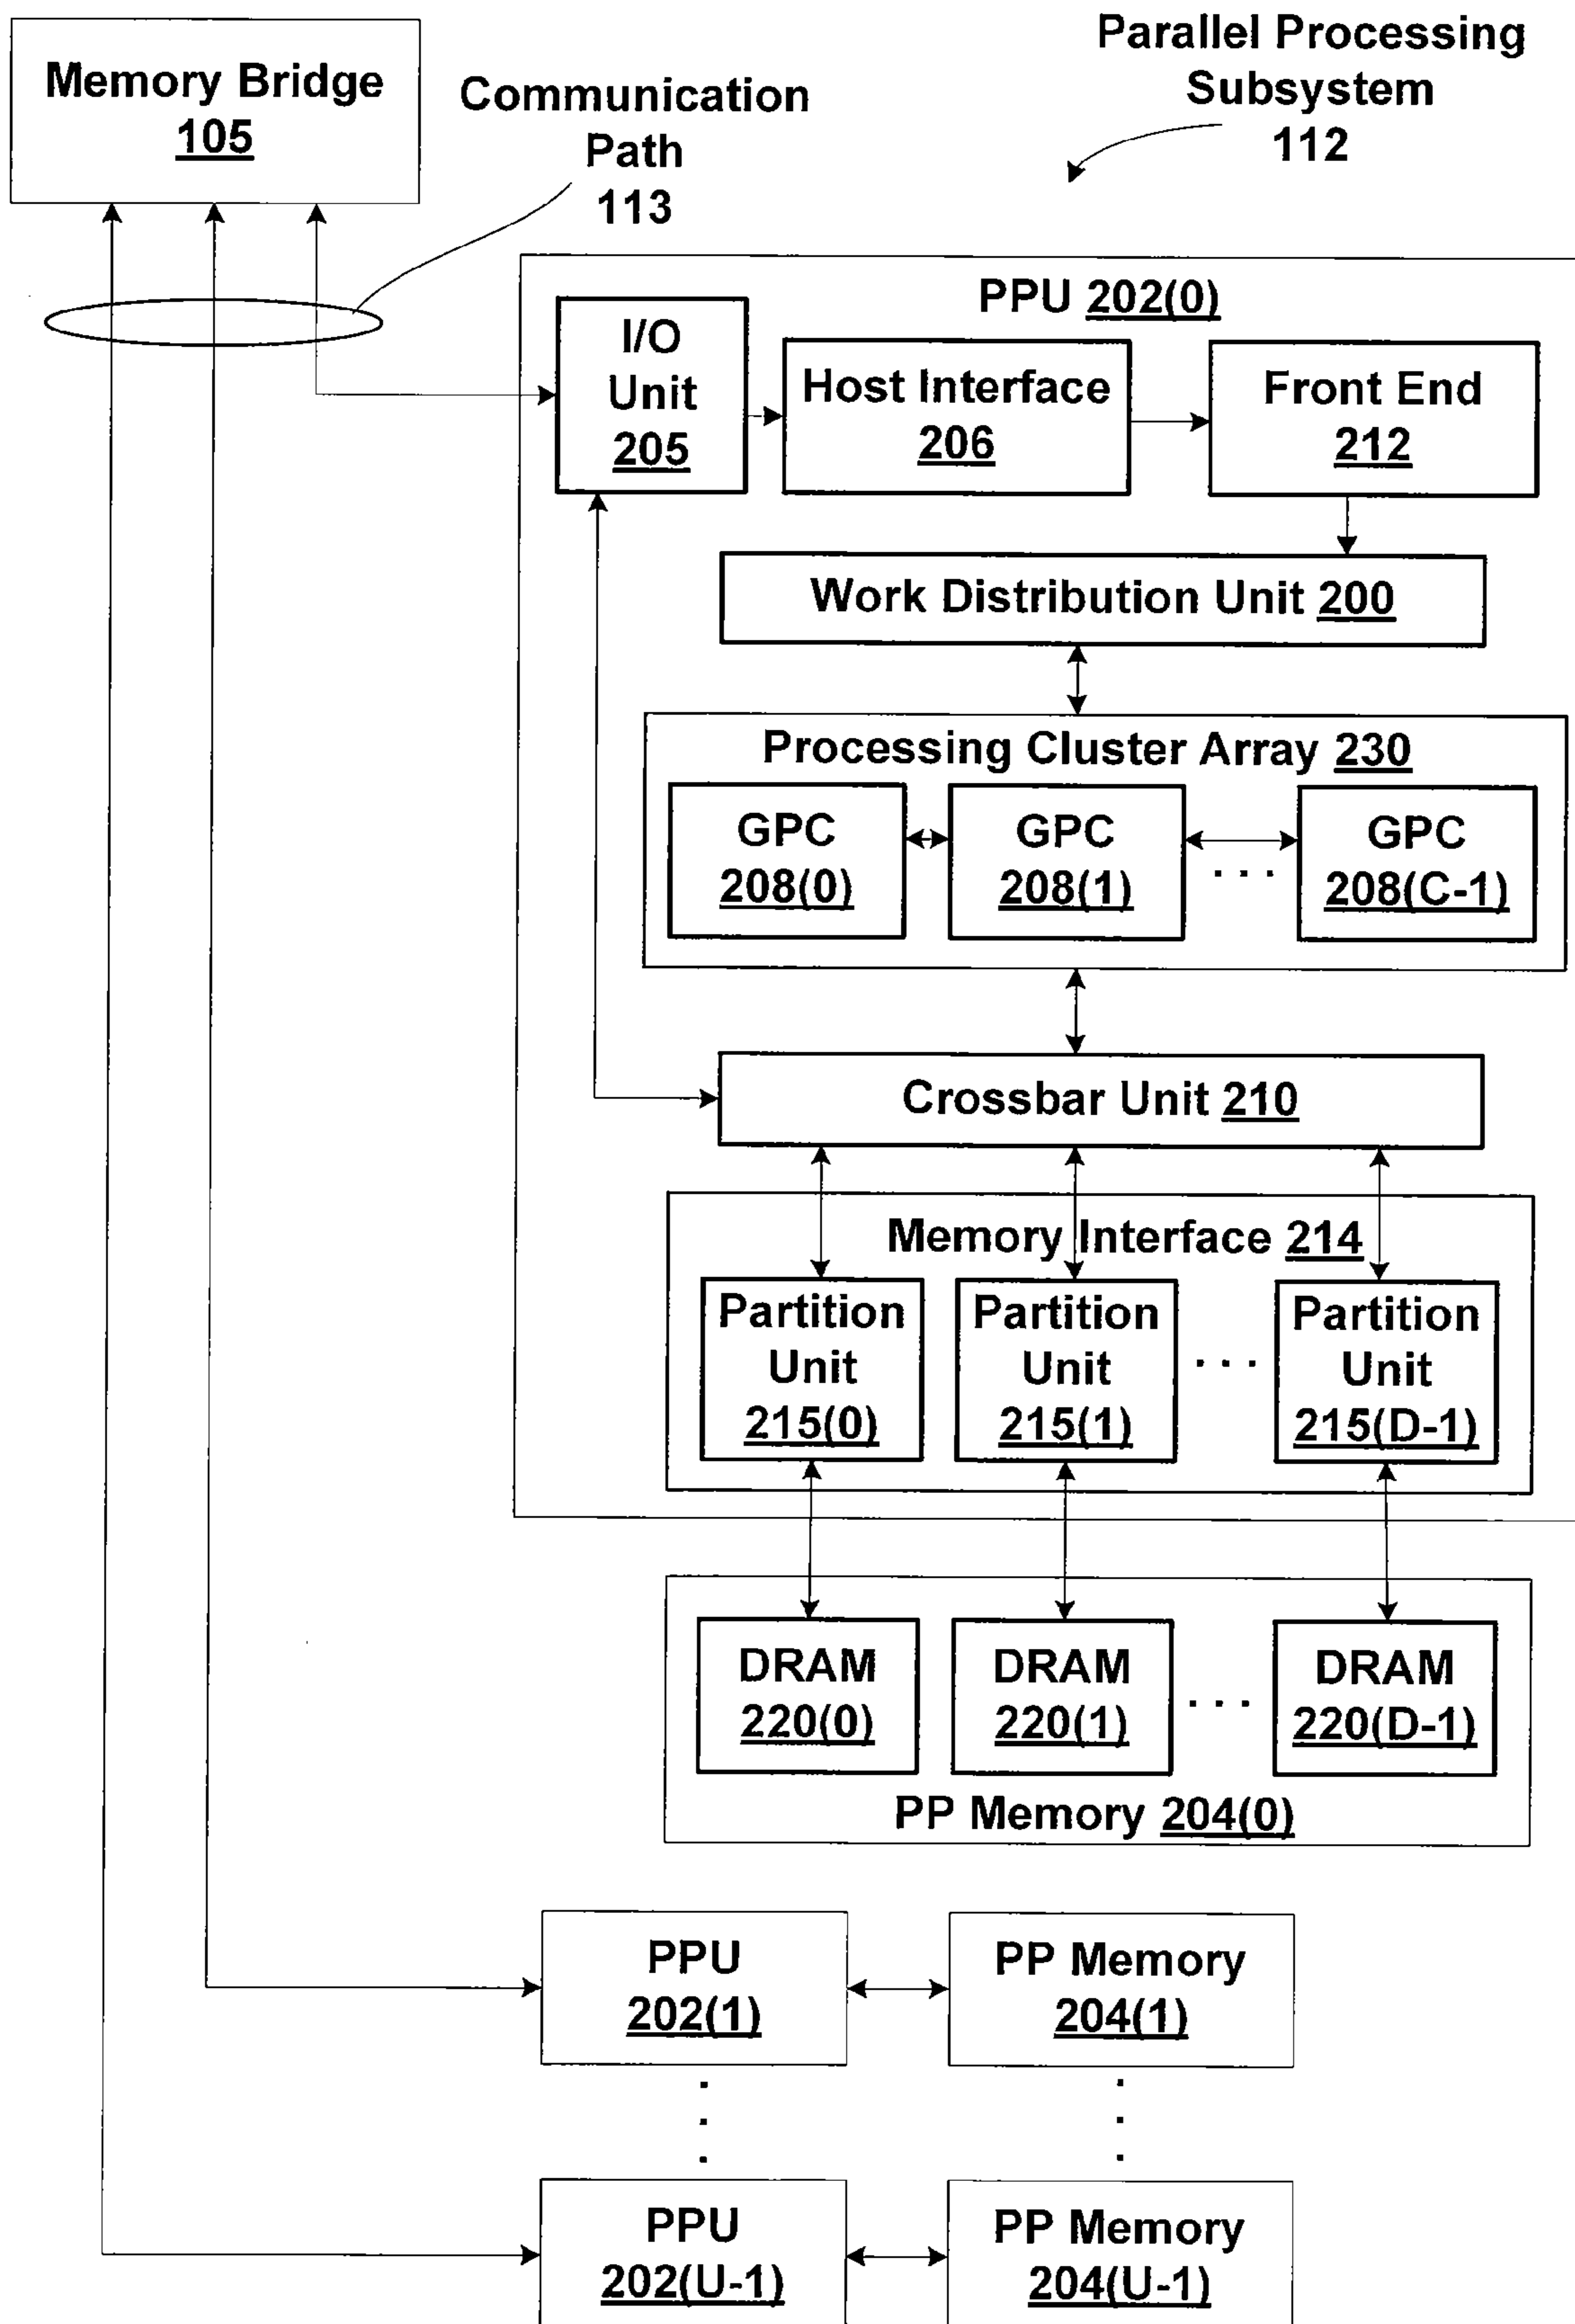 Memory Bridge
105
Communication
Path
113
Parallel Processing
Subsystem
112
PPU 202(0)
I/O
Unit
205
Host Interface
206
Front End
212
Work Distribution Unit 200
Processing Cluster Array 230
GPC
208(0)
GPC
208(1)
. . .
GPC
208(C-1)
Crossbar Unit 210
Memory Interface 214
Partition
Unit
215(0)
Partition
Unit
215(1)
. . .
Partition
Unit
215(D-1)
DRAM
220(0)
DRAM
220(1)
. . .
DRAM
220(D-1)
PP Memory 204(0)
PPU
202(1)
PP Memory
204(1)
.
.
.
.
.
.
PPU
202(U-1)
PP Memory
204(U-1)